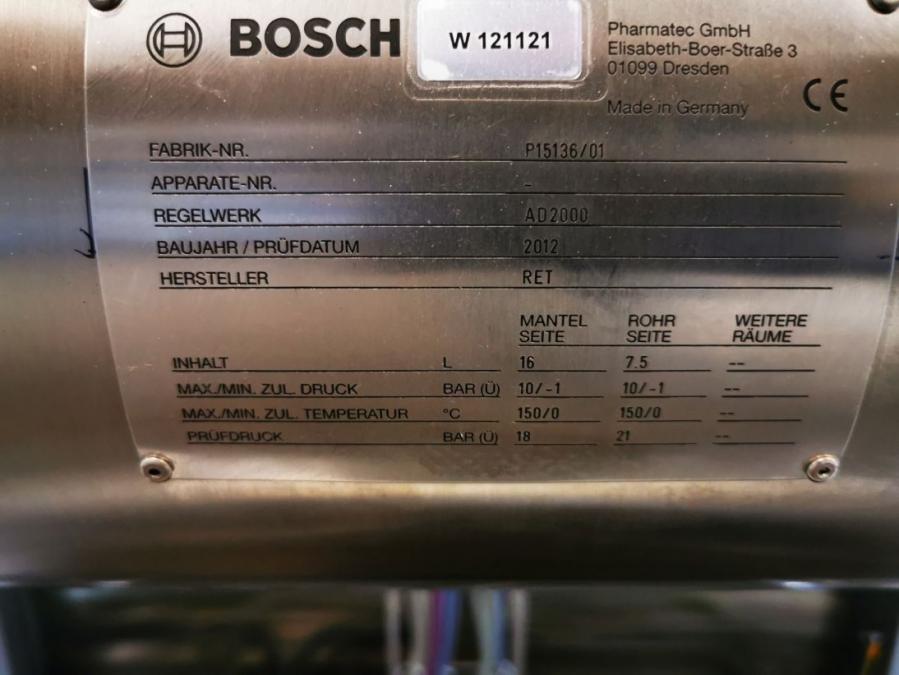 BOSCH
W 121121
Pharmatec GmbH
Elisabeth-Boer-Straße 3
01099 Dresden
Made in Germany
CE
FABRIK-NR. P15136/01
APPARATE-NR. -
REGELWERK AD2000
BAUJAHR / PRÜFDATUM 2012
HERSTELLER RET
MANTEL SEITE ROHR SEITE WEITERE RÄUME
INHALT L 16 7.5 --
MAX./MIN. ZUL. DRUCK BAR (Ü) 10/-1 10/-1 --
MAX./MIN. ZUL. TEMPERATUR °C 150/0 150/0 --
PRÜFDRUCK BAR (Ü) 18 21 --